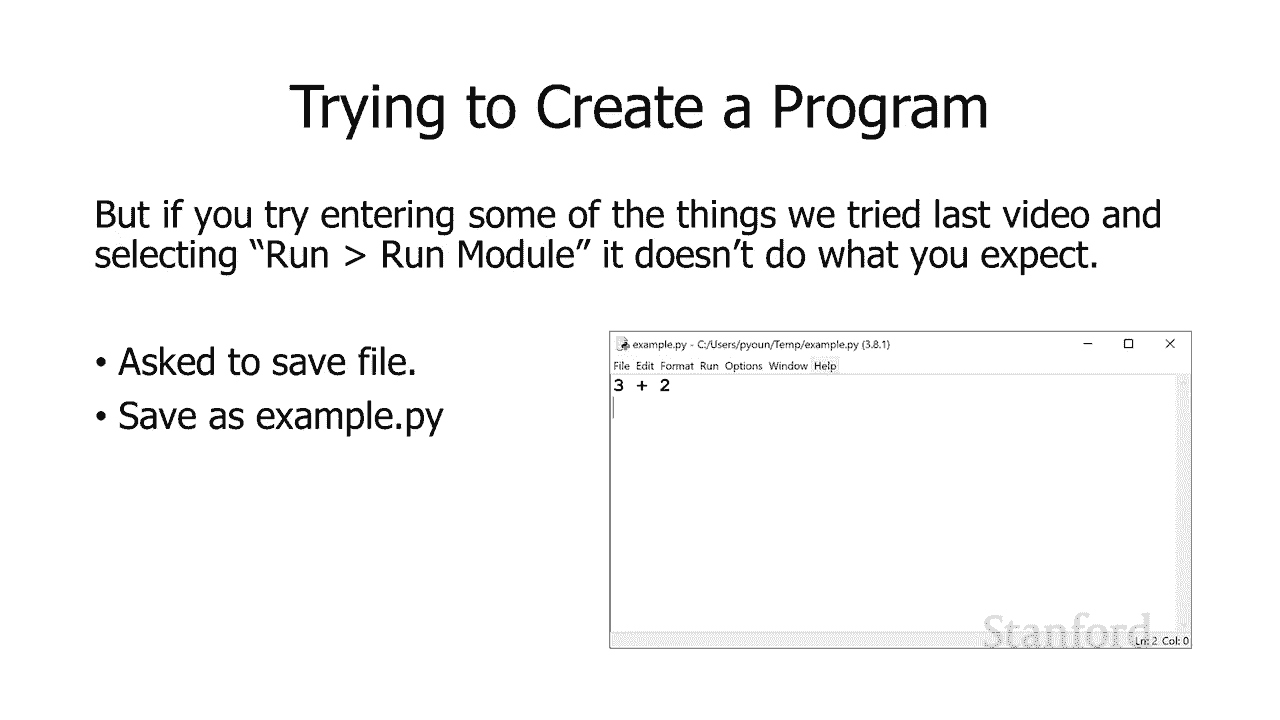 Trying to Create a Program
But if you try entering some of the things we tried last video and
selecting “Run > Run Module” it doesn’t do what you expect.
• Asked to save file.
• Save as example.py
example.py - C:/Users/pyoun/Temp/example.py (3.8.1)
File Edit Format Run Options Window Help
3 + 2
Stanford
Ln: 2 Col: 0